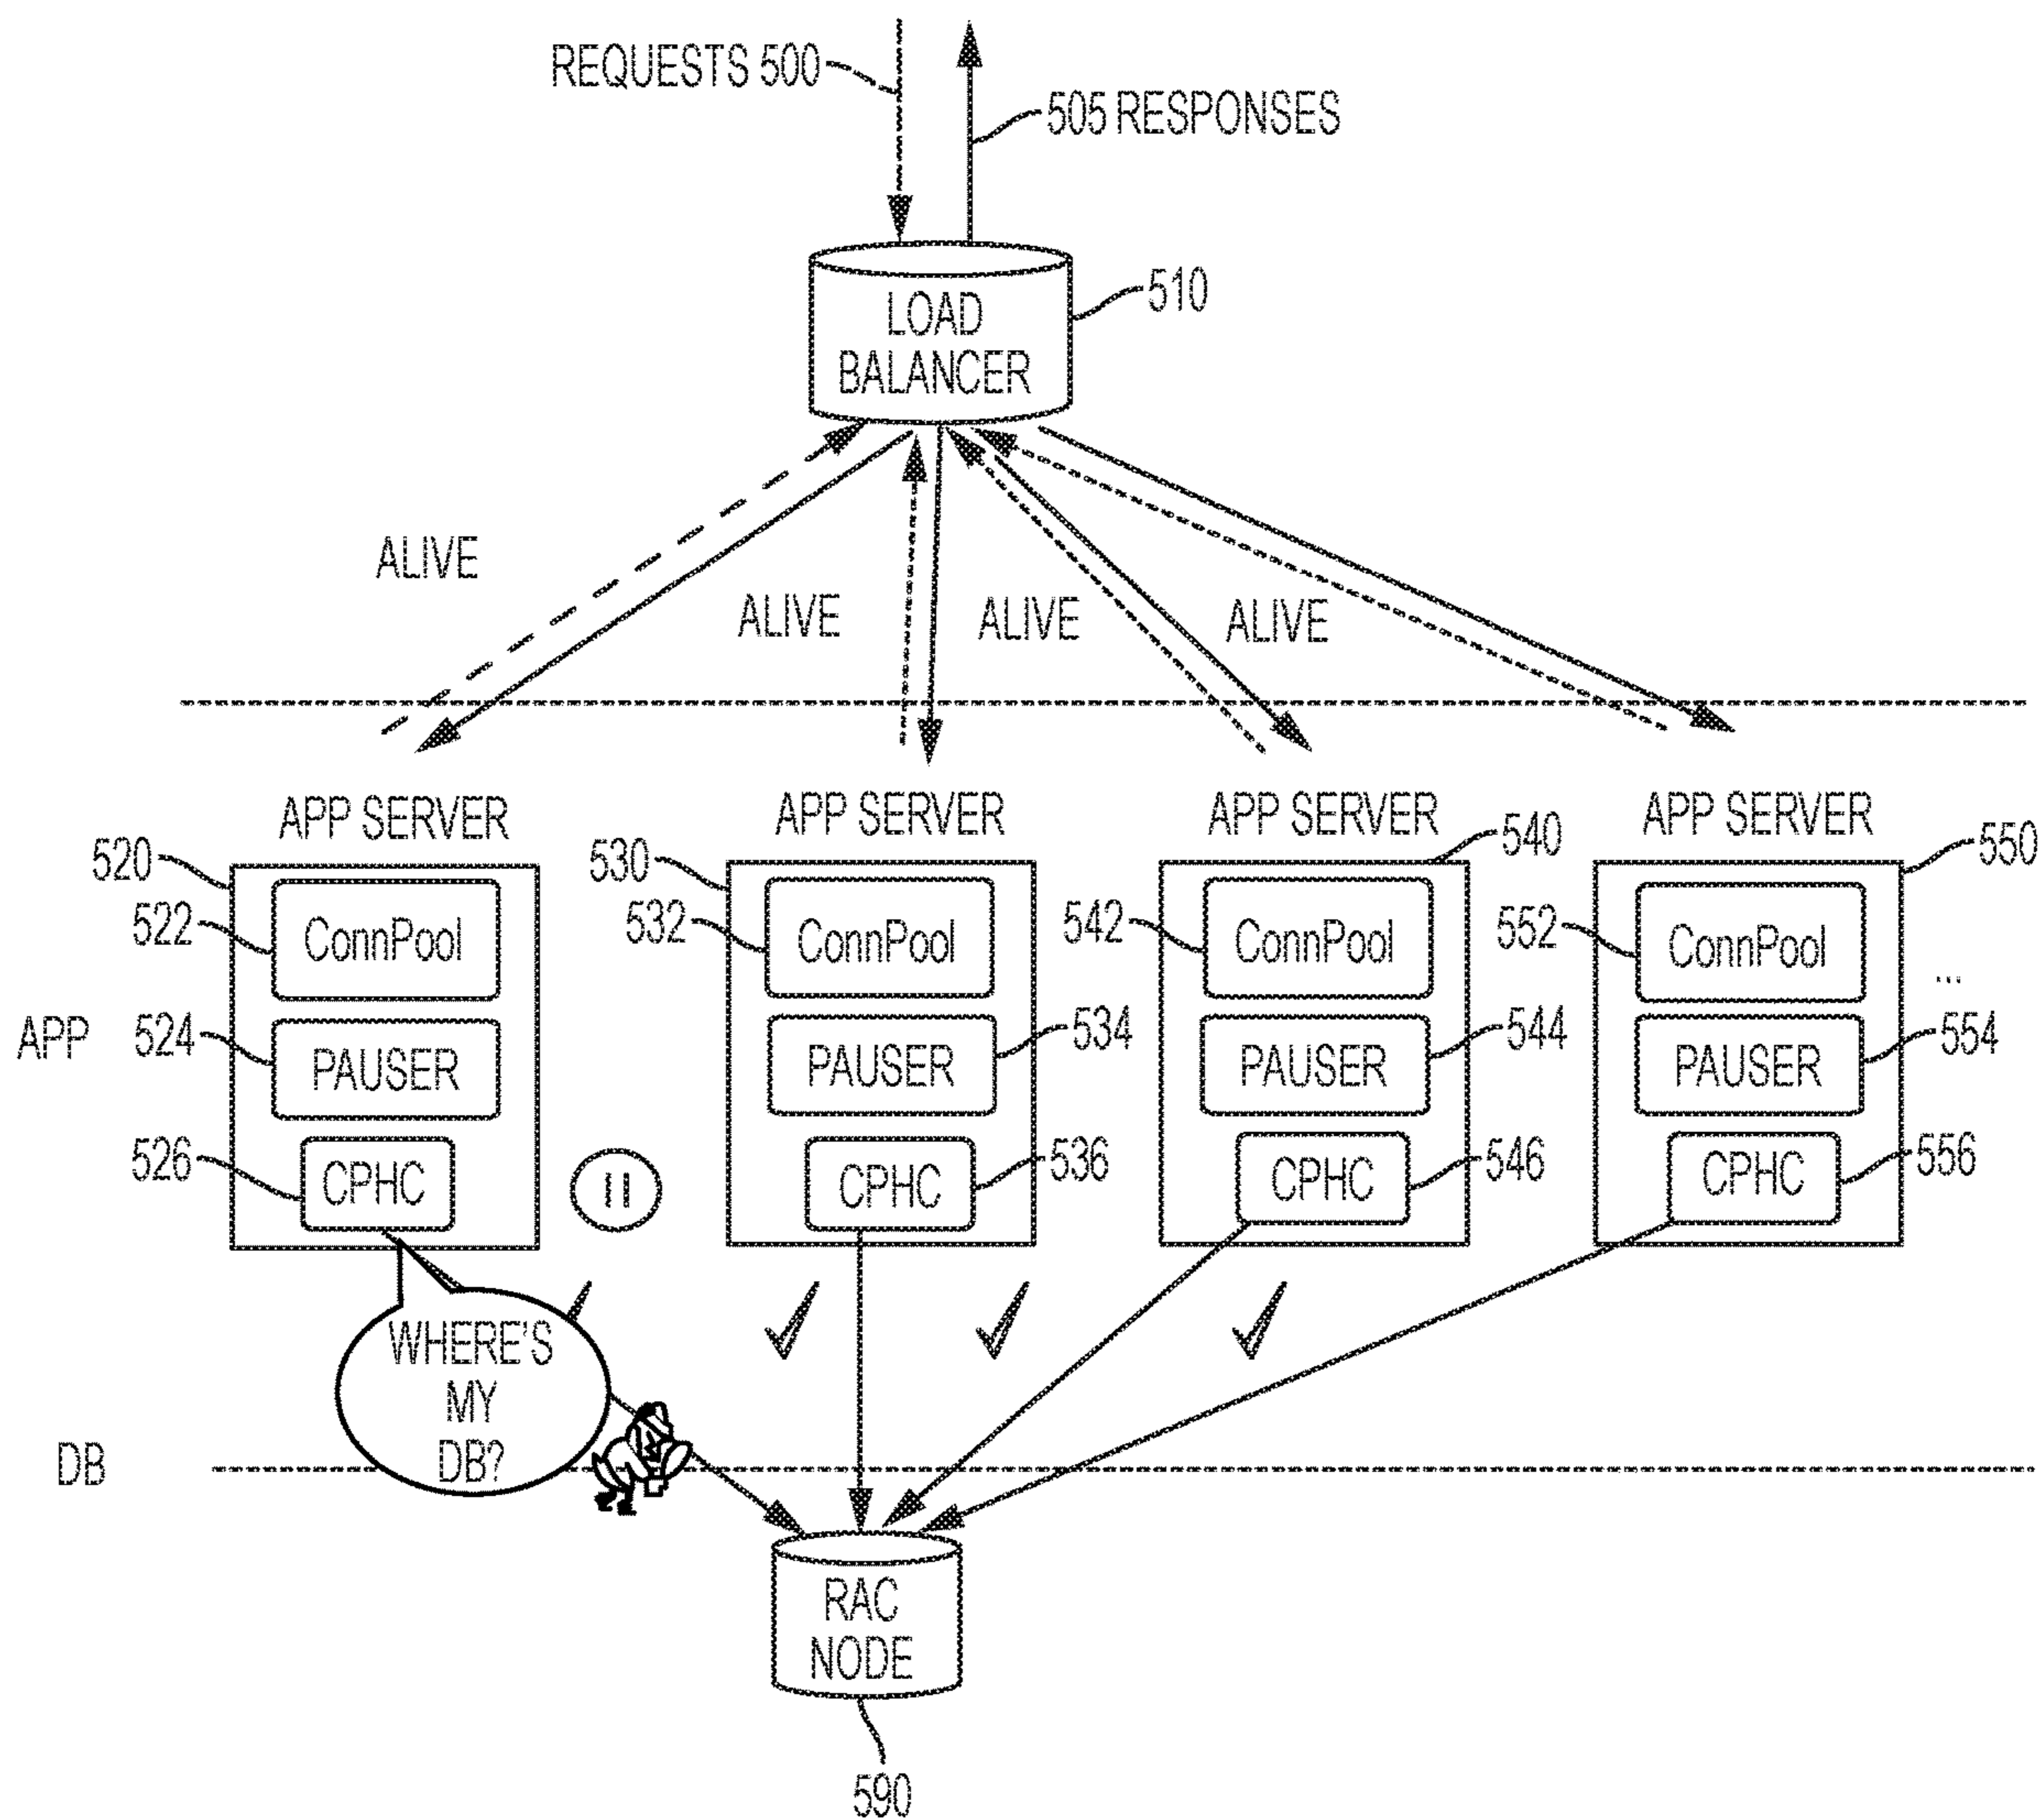 REQUESTS 500
505 RESPONSES
LOAD
BALANCER
510
ALIVE
ALIVE
ALIVE
ALIVE
APP SERVER
APP SERVER
APP SERVER
APP SERVER
520
530
540
550
522
ConnPool
532
ConnPool
542
ConnPool
552
ConnPool
...
APP
524
PAUSER
PAUSER
534
PAUSER
544
PAUSER
554
526
CPHC
CPHC
536
CPHC
546
CPHC
556
WHERE'S
MY
DB?
DB
RAC
NODE
590